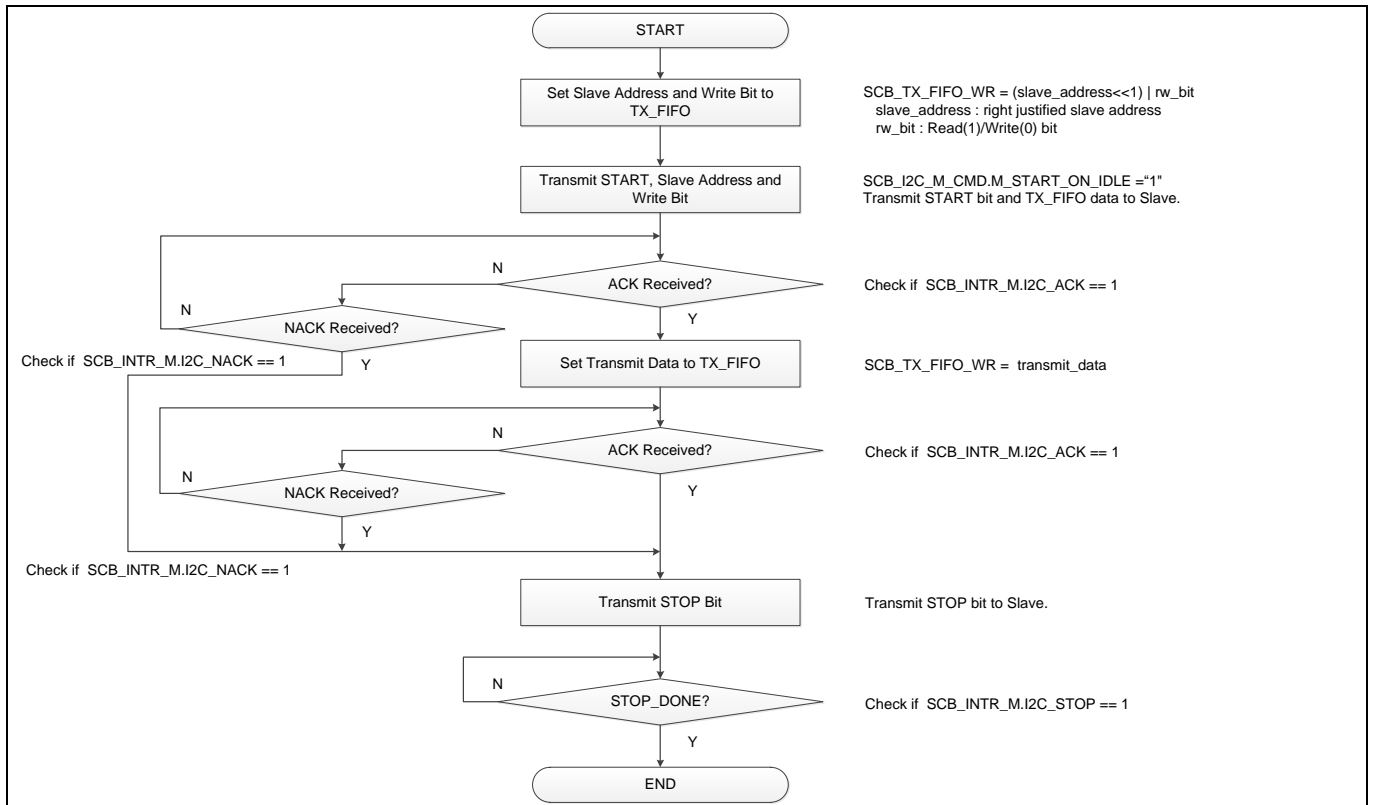 START
Set Slave Address and Write Bit to
TX_FIFO
SCB_TX_FIFO_WR = (slave_address<<1) | rw_bit
slave_address : right justified slave address
rw_bit : Read(1)/Write(0) bit
Transmit START, Slave Address and
Write Bit
SCB_I2C_M_CMD.M_START_ON_IDLE ="1"
Transmit START bit and TX_FIFO data to Slave.
N
ACK Received?
Check if SCB_INTR_M.I2C_ACK == 1
N
NACK Received?
Y
Check if SCB_INTR_M.I2C_NACK == 1
Y
Set Transmit Data to TX_FIFO
SCB_TX_FIFO_WR = transmit_data
N
ACK Received?
Check if SCB_INTR_M.I2C_ACK == 1
N
NACK Received?
Y
Y
Check if SCB_INTR_M.I2C_NACK == 1
Transmit STOP Bit
Transmit STOP bit to Slave.
N
STOP_DONE?
Check if SCB_INTR_M.I2C_STOP == 1
Y
END